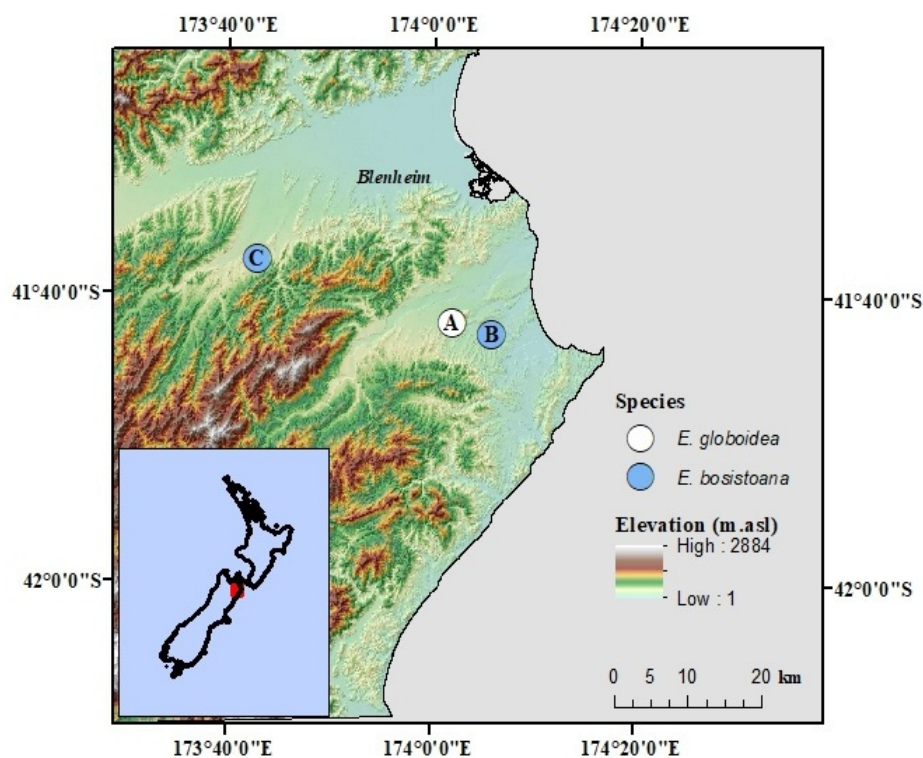 173°40'0"E 174°0'0"E 174°20'0"E
Blenheim
C
41°40'0"S 41°40'0"S
A
B
Species
E. globoidea
E. bosistoana
Elevation (m.asl)
High : 2884
Low : 1
42°0'0"S 42°0'0"S
0 5 10 20 km
173°40'0"E 174°0'0"E 174°20'0"E